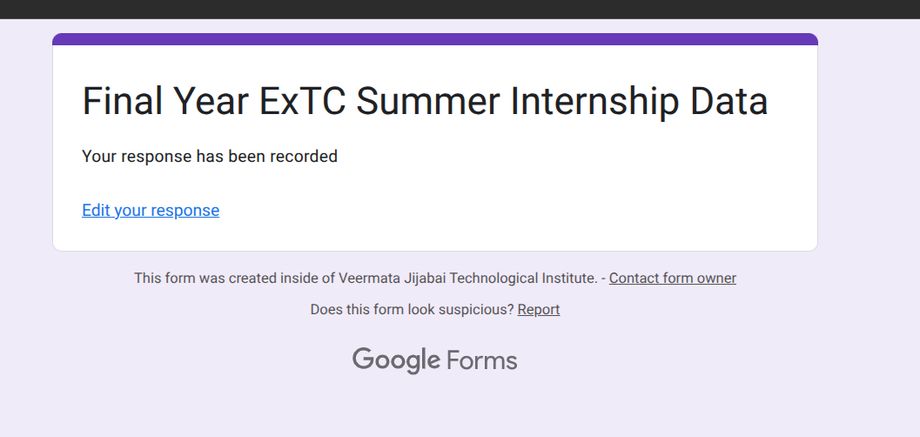 Final Year ExTC Summer Internship Data
Your response has been recorded
Edit your response
This form was created inside of Veermata Jijabai Technological Institute. - Contact form owner
Does this form look suspicious? Report
Google Forms